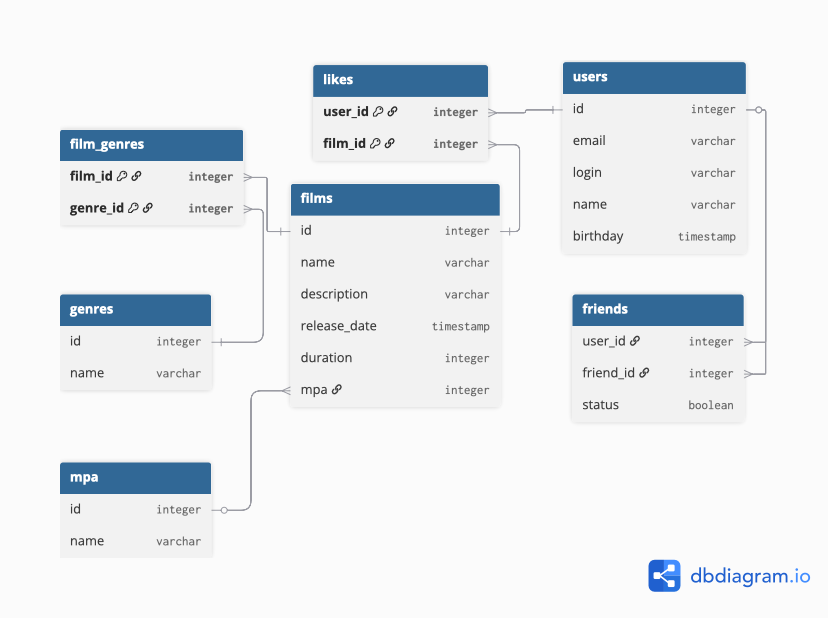 likes
user_id integer
film_id integer
users
id integer
email varchar
login varchar
name varchar
birthday timestamp
film_genres
film_id integer
genre_id integer
films
id integer
name varchar
description varchar
release_date timestamp
duration integer
mpa integer
genres
id integer
name varchar
friends
user_id integer
friend_id integer
status boolean
mpa
id integer
name varchar
dbdiagram.io